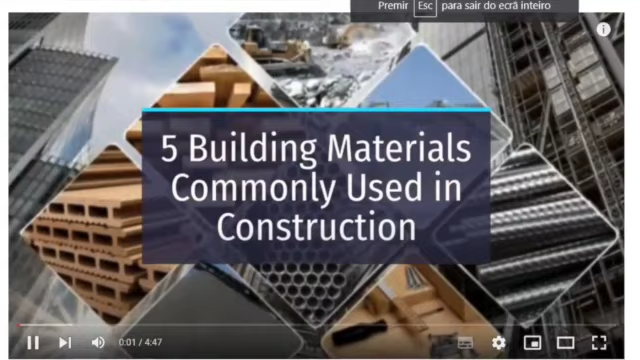 Premir Esc para sair do ecrã inteiro
5 Building Materials
Commonly Used in
Construction
0:01 / 4:47